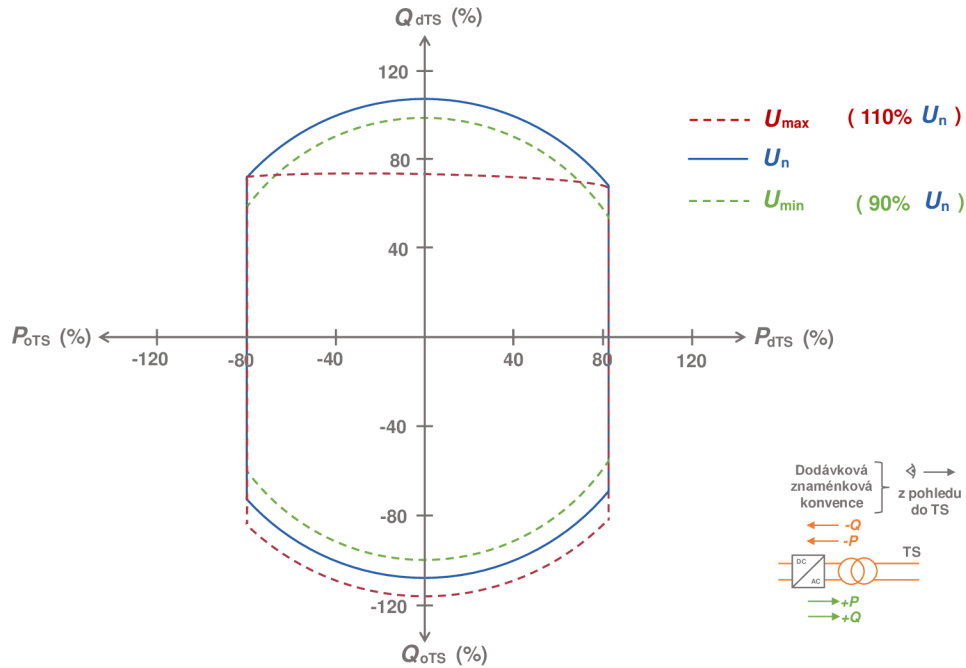 Q dTS (%)
120
80
40
PoTS (%)
-120
-80
-40
40
80
120
PdTS (%)
-40
-80
-120
QoTS (%)
Umax (110% Un)
Un
Umin (90% Un)
Dodávková
znaménková
konvence
z pohledu
do TS
-Q
-P
TS
DC
AC
+P
+Q